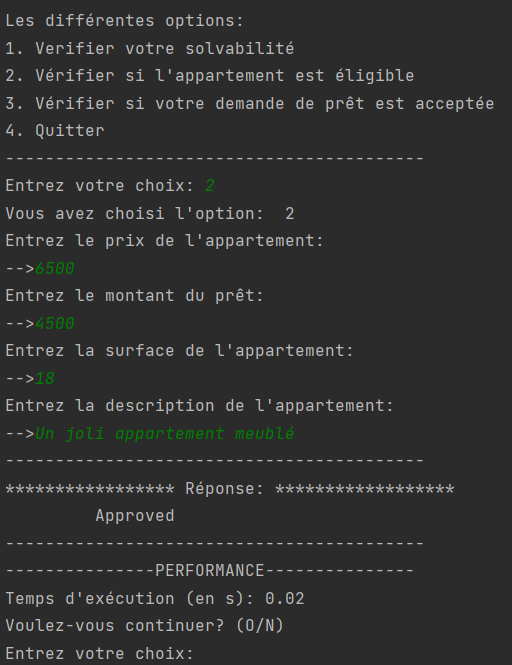 Les différentes options:
1. Verifier votre solvabilité
2. Vérifier si l'appartement est éligible
3. Vérifier si votre demande de prêt est acceptée
4. Quitter
------------------------------------------
Entrez votre choix: 2
Vous avez choisi l'option:  2
Entrez le prix de l'appartement:
-->6500
Entrez le montant du prêt:
-->4500
Entrez la surface de l'appartement:
-->18
Entrez la description de l'appartement:
-->Un joli appartement meublé
------------------------------------------
***************** Réponse: ******************
         Approved
------------------------------------------
---------------PERFORMANCE---------------
Temps d'exécution (en s): 0.02
Voulez-vous continuer? (O/N)
Entrez votre choix: